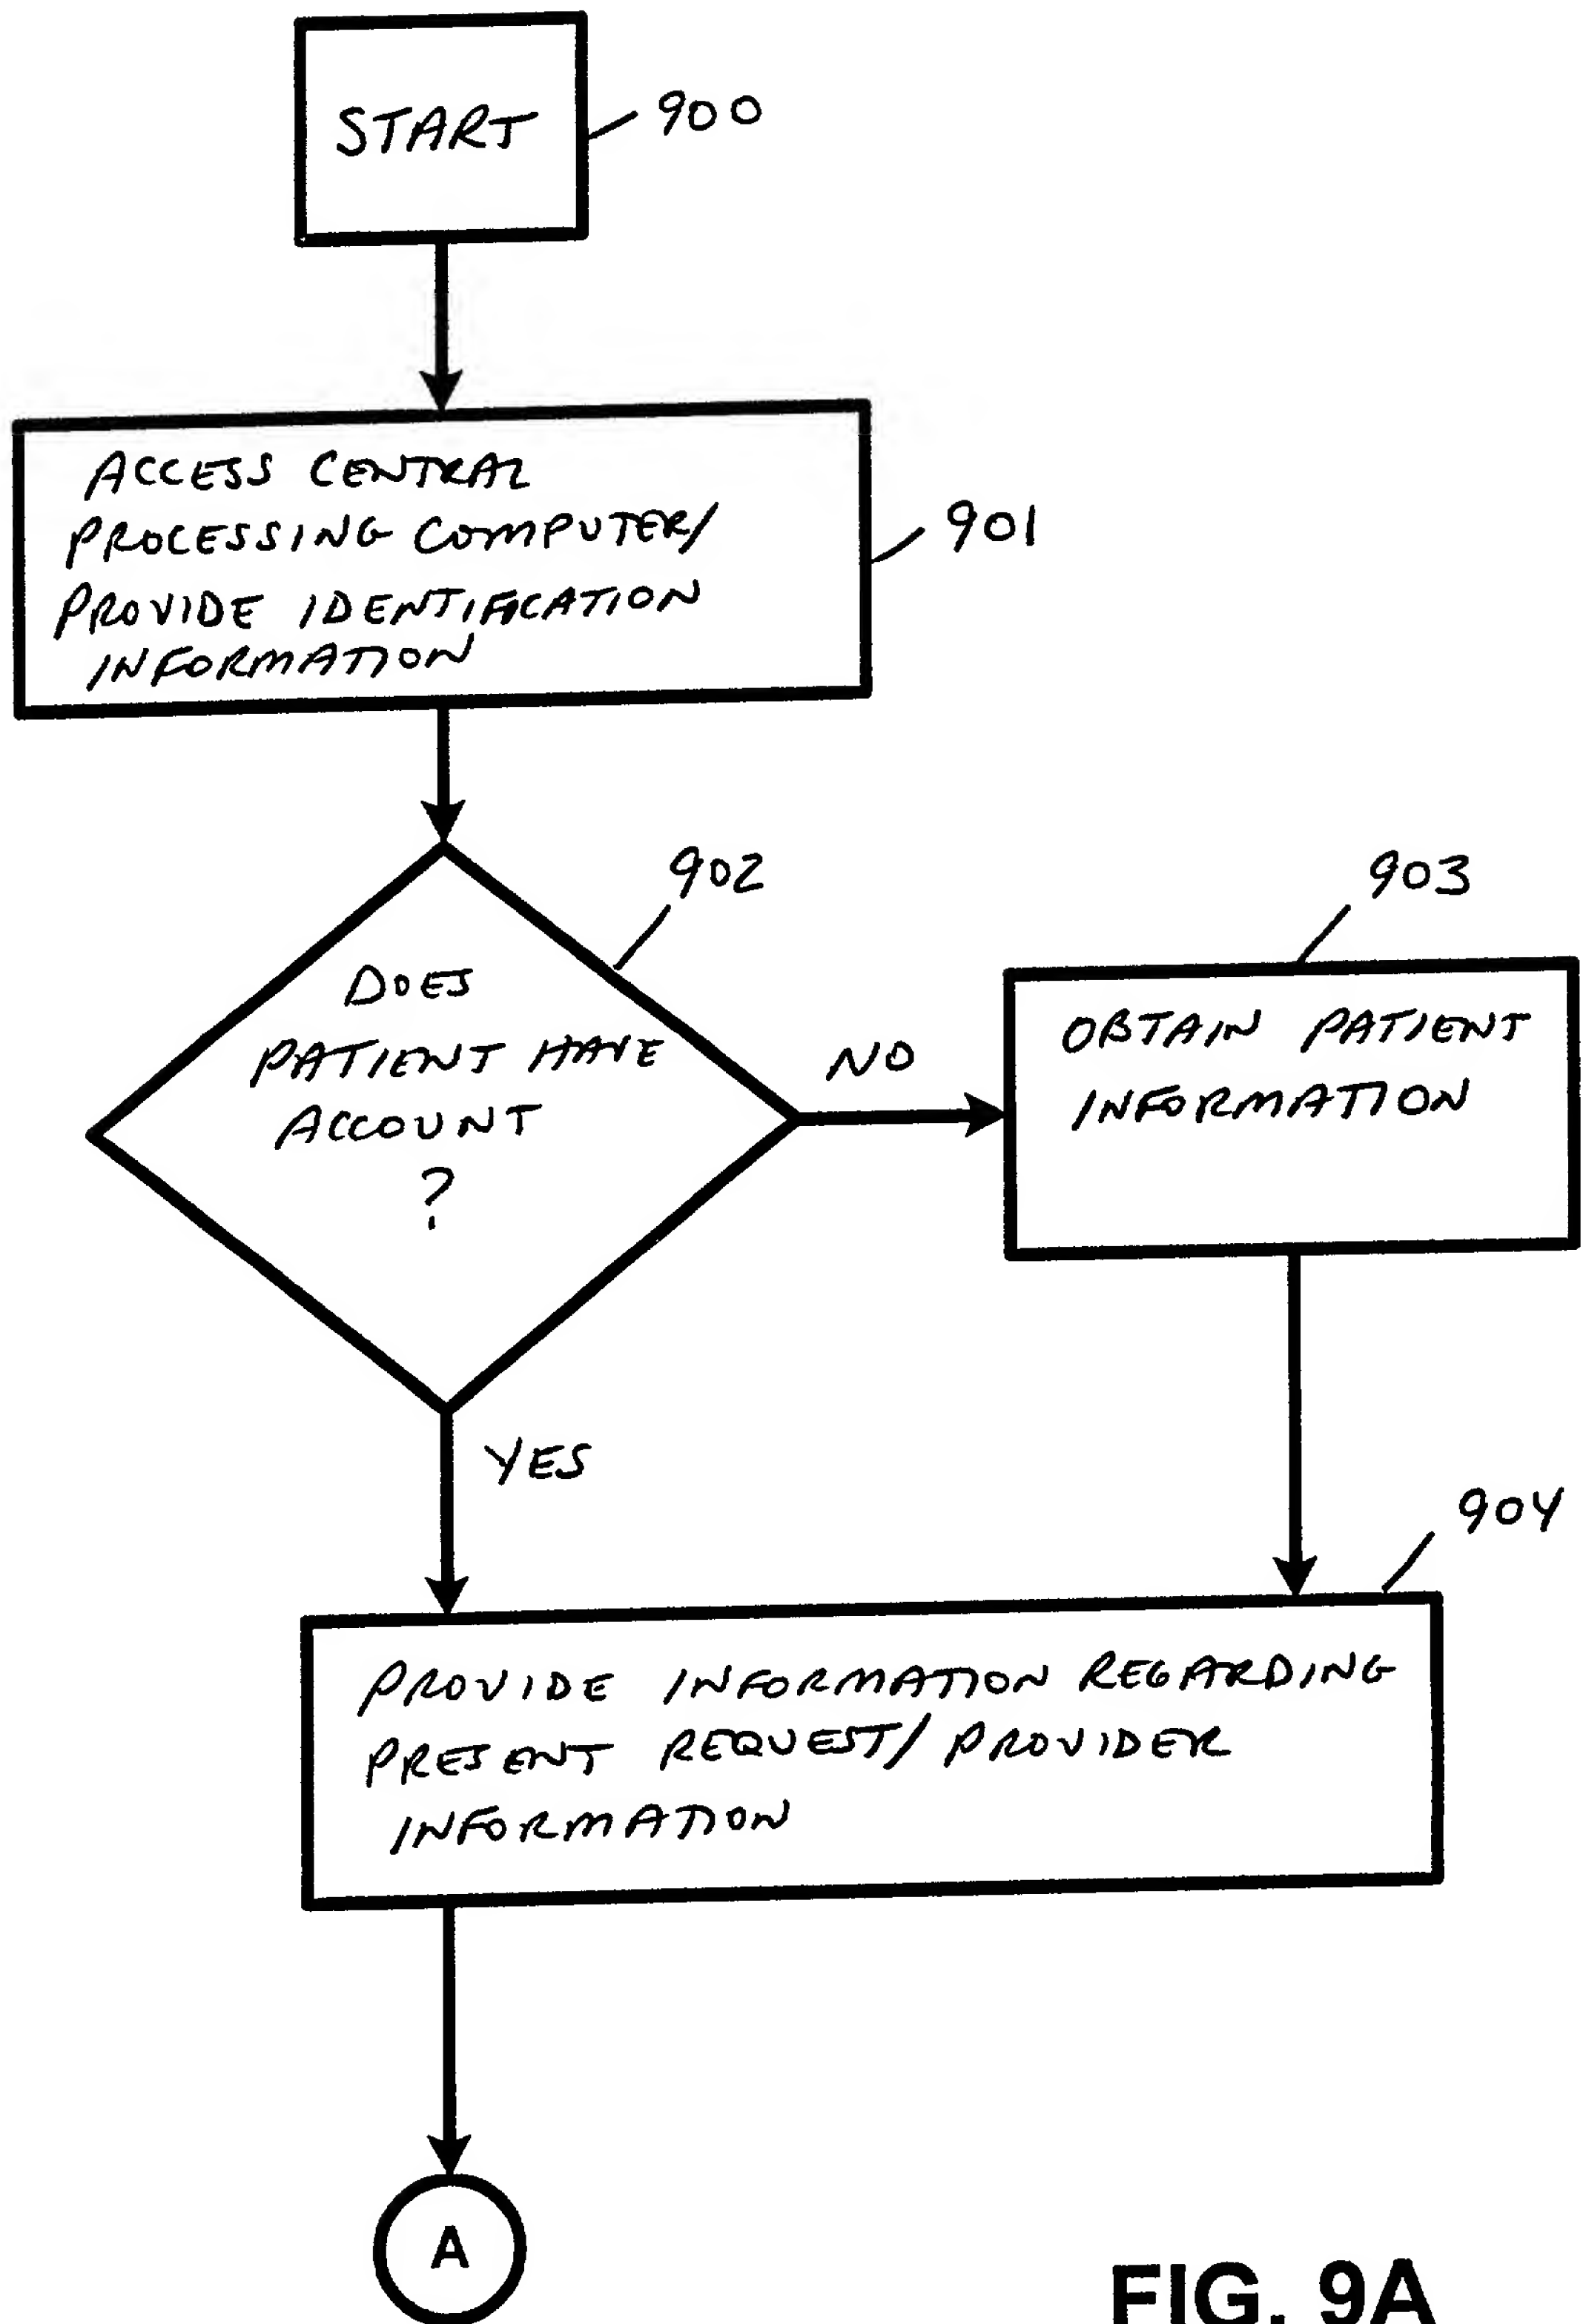 START
900
ACCESS CENTRAL
PROCESSING COMPUTER/
PROVIDE IDENTIFICATION
INFORMATION
901
902
DOES
PATIENT HAVE
ACCOUNT
?
NO
903
OBTAIN PATIENT
INFORMATION
YES
904
PROVIDE INFORMATION REGARDING
PRESENT REQUEST/PROVIDER
INFORMATION
A
FIG. 9A